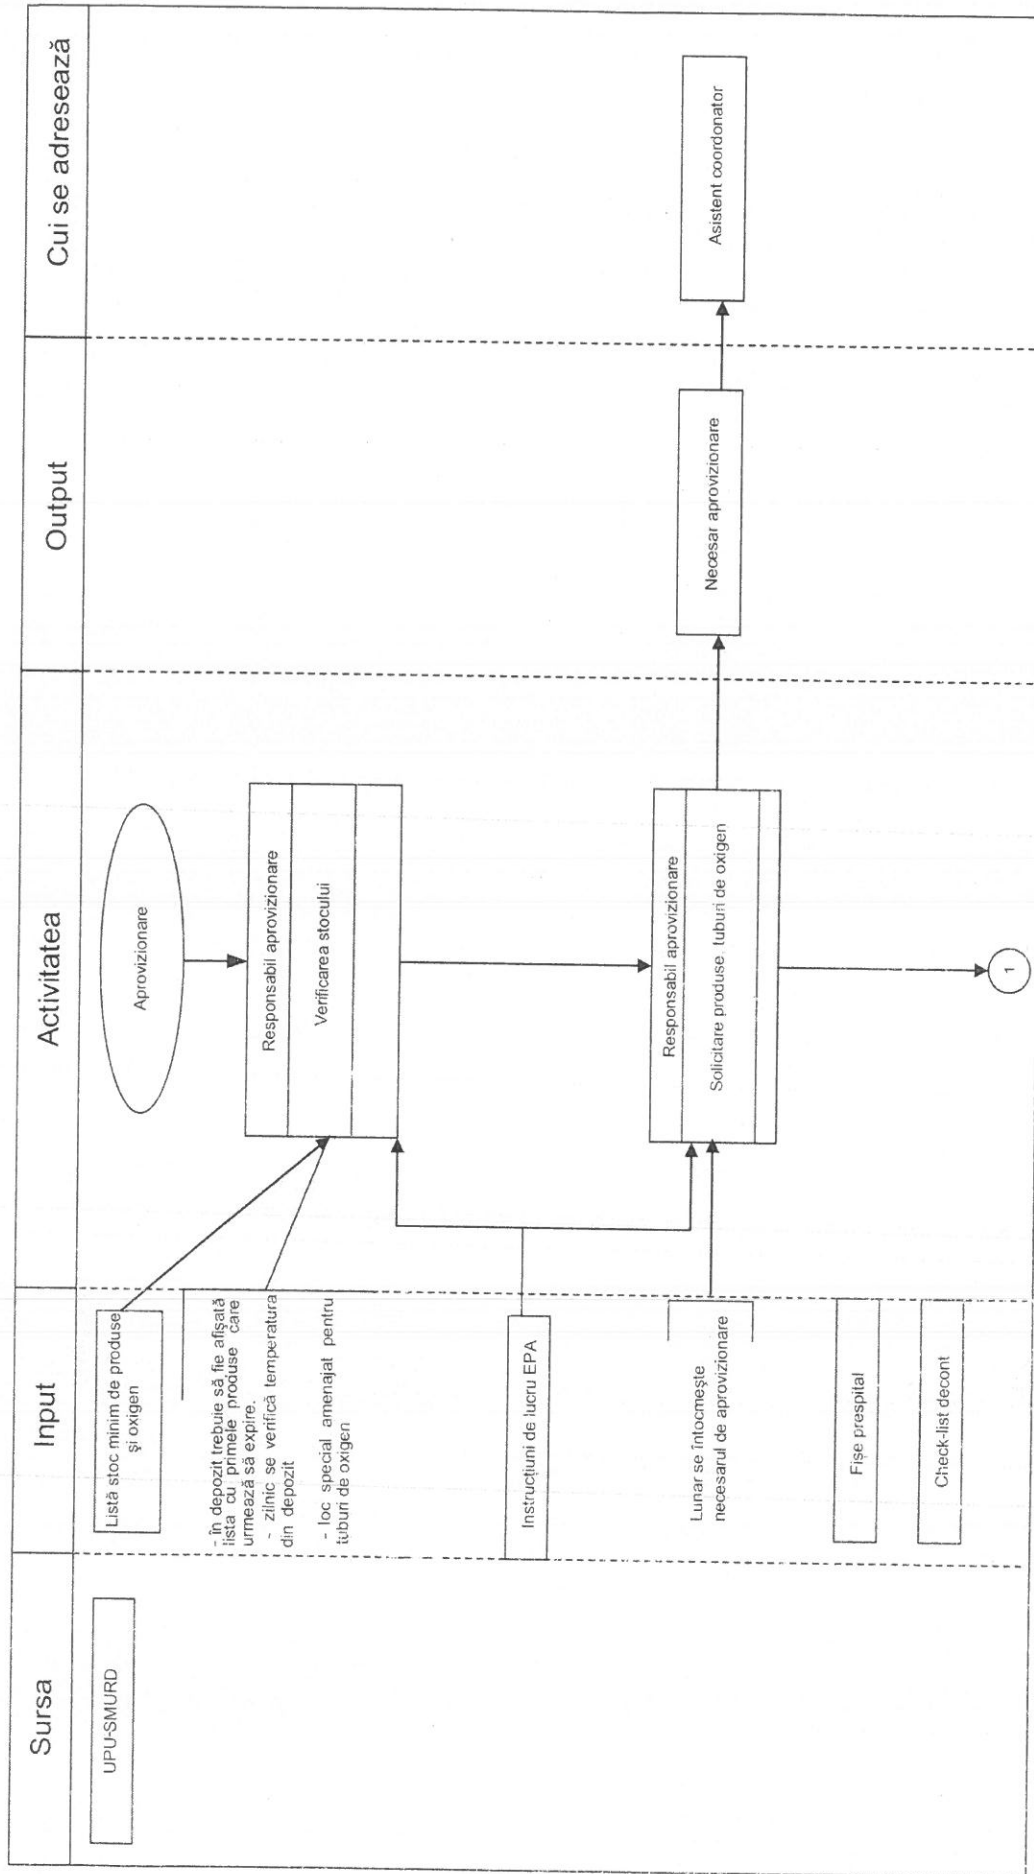 Sursa
Input
Activitatea
Output
Cui se adresează
UPU-SMURD
Listă stoc minim de produse
și oxigen
- în depozit trebuie să fie afișată
lista cu primele produse care
urmează să expire.
- zilnic se verifică temperatura
din depozit
- loc special amenajat pentru
tuburi de oxigen
Instrucțiuni de lucru EPA
Lunar se întocmește
necesarul de aprovizionare
Fișe prespital
Check-list decont
Aprovizionare
Responsabil aprovizionare
Verificarea stocului
Responsabil aprovizionare
Solicitare produse tuburi de oxigen
1
Necesar aprovizionare
Asistent coordonator